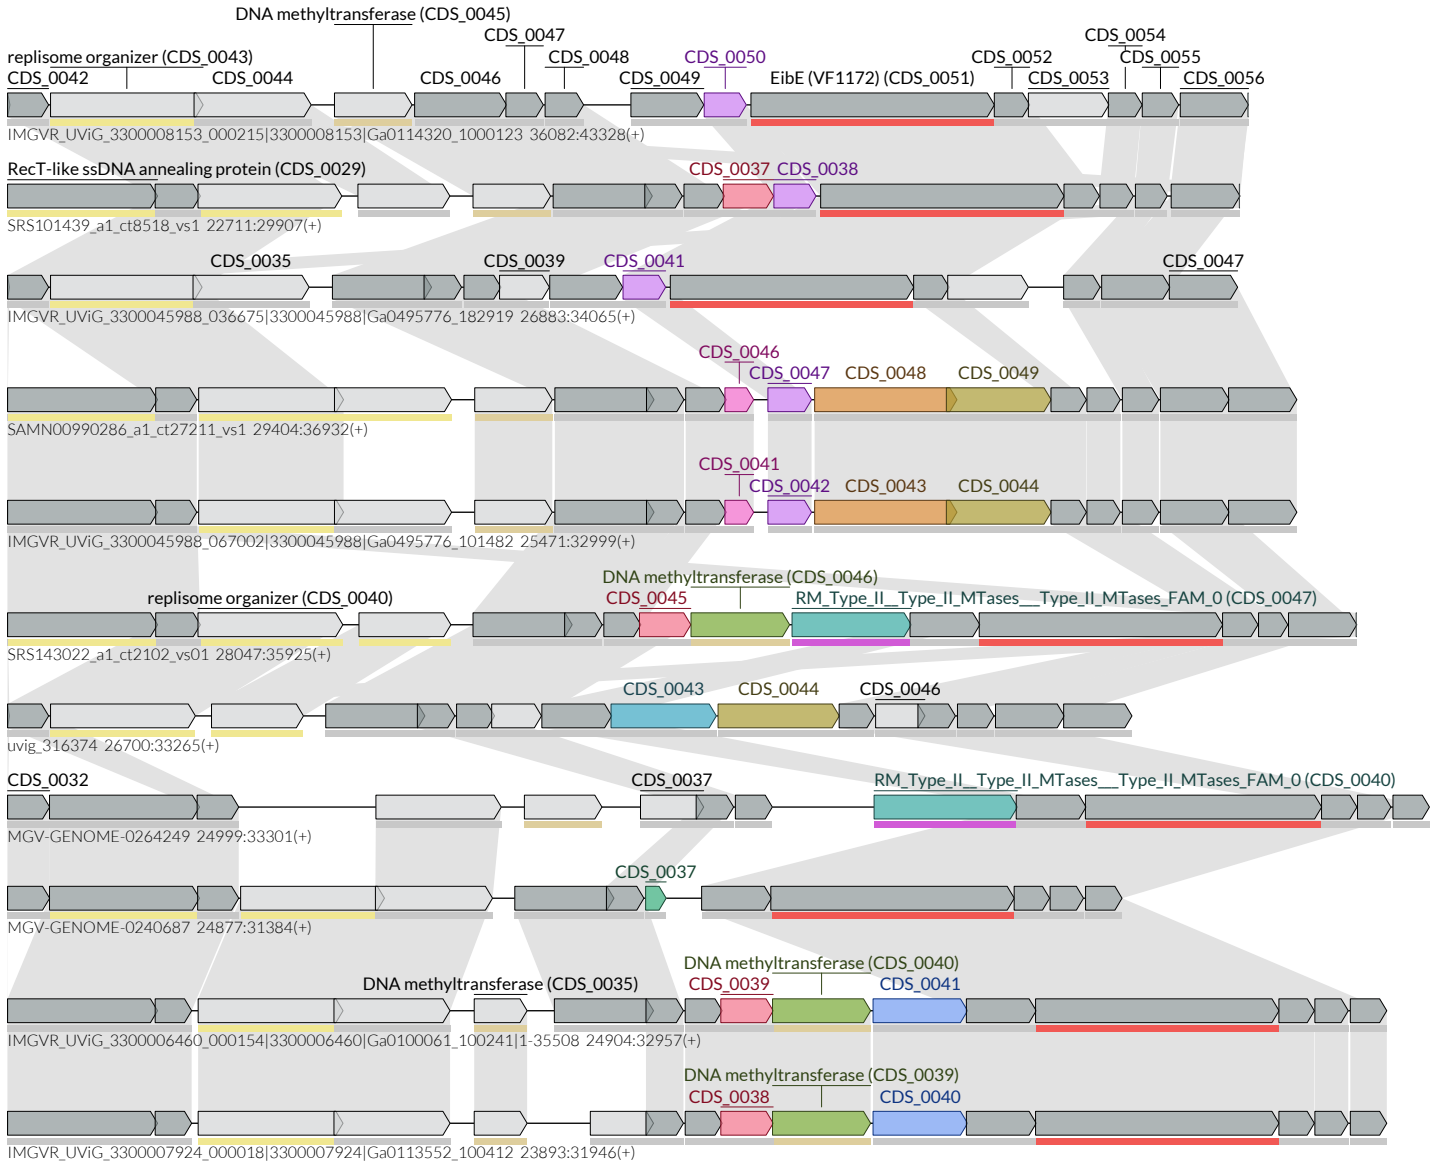 DNA methyltransferase (CDS_0045)
CDS_0047 CDS_0054
replisome organizer (CDS_0043) CDS_0048 CDS_0050 CDS_0052 CDS_0055
CDS_0042 CDS_0044 CDS_0046 CDS_0049 EibE (VF1172) (CDS_0051) CDS_0053 CDS_0056
IMGVR_UViG_3300008153_000215|3300008153|Ga0114320_1000123 36082:43328(+)
RecT-like ssDNA annealing protein (CDS_0029) CDS_0037 CDS_0038
SRS101439_a1_ct8518_vs1 22711:29907(+)
CDS_0035 CDS_0039 CDS_0041 CDS_0047
IMGVR_UViG_3300045988_036675|3300045988|Ga0495776_182919 26883:34065(+)
CDS_0046
CDS_0047 CDS_0048 CDS_0049
SAMN00990286_a1_ct27211_vs1 29404:36932(+)
CDS_0041
CDS_0042 CDS_0043 CDS_0044
IMGVR_UViG_3300045988_067002|3300045988|Ga0495776_101482 25471:32999(+)
DNA methyltransferase (CDS_0046)
replisome organizer (CDS_0040) CDS_0045 RM_Type_II__Type_II_MTases___Type_II_MTases_FAM_0 (CDS_0047)
SRS143022_a1_ct2102_vs01 28047:35925(+)
CDS_0043 CDS_0044 CDS_0046
uvig_316374 26700:33265(+)
CDS_0032 CDS_0037 RM_Type_II__Type_II_MTases___Type_II_MTases_FAM_0 (CDS_0040)
MGV-GENOME-0264249 24999:33301(+)
CDS_0037
MGV-GENOME-0240687 24877:31384(+)
DNA methyltransferase (CDS_0040)
DNA methyltransferase (CDS_0035) CDS_0039 CDS_0041
IMGVR_UViG_3300006460_000154|3300006460|Ga0100061_100241|1-35508 24904:32957(+)
DNA methyltransferase (CDS_0039)
CDS_0038 CDS_0040
IMGVR_UViG_3300007924_000018|3300007924|Ga0113552_100412 23893:31946(+)